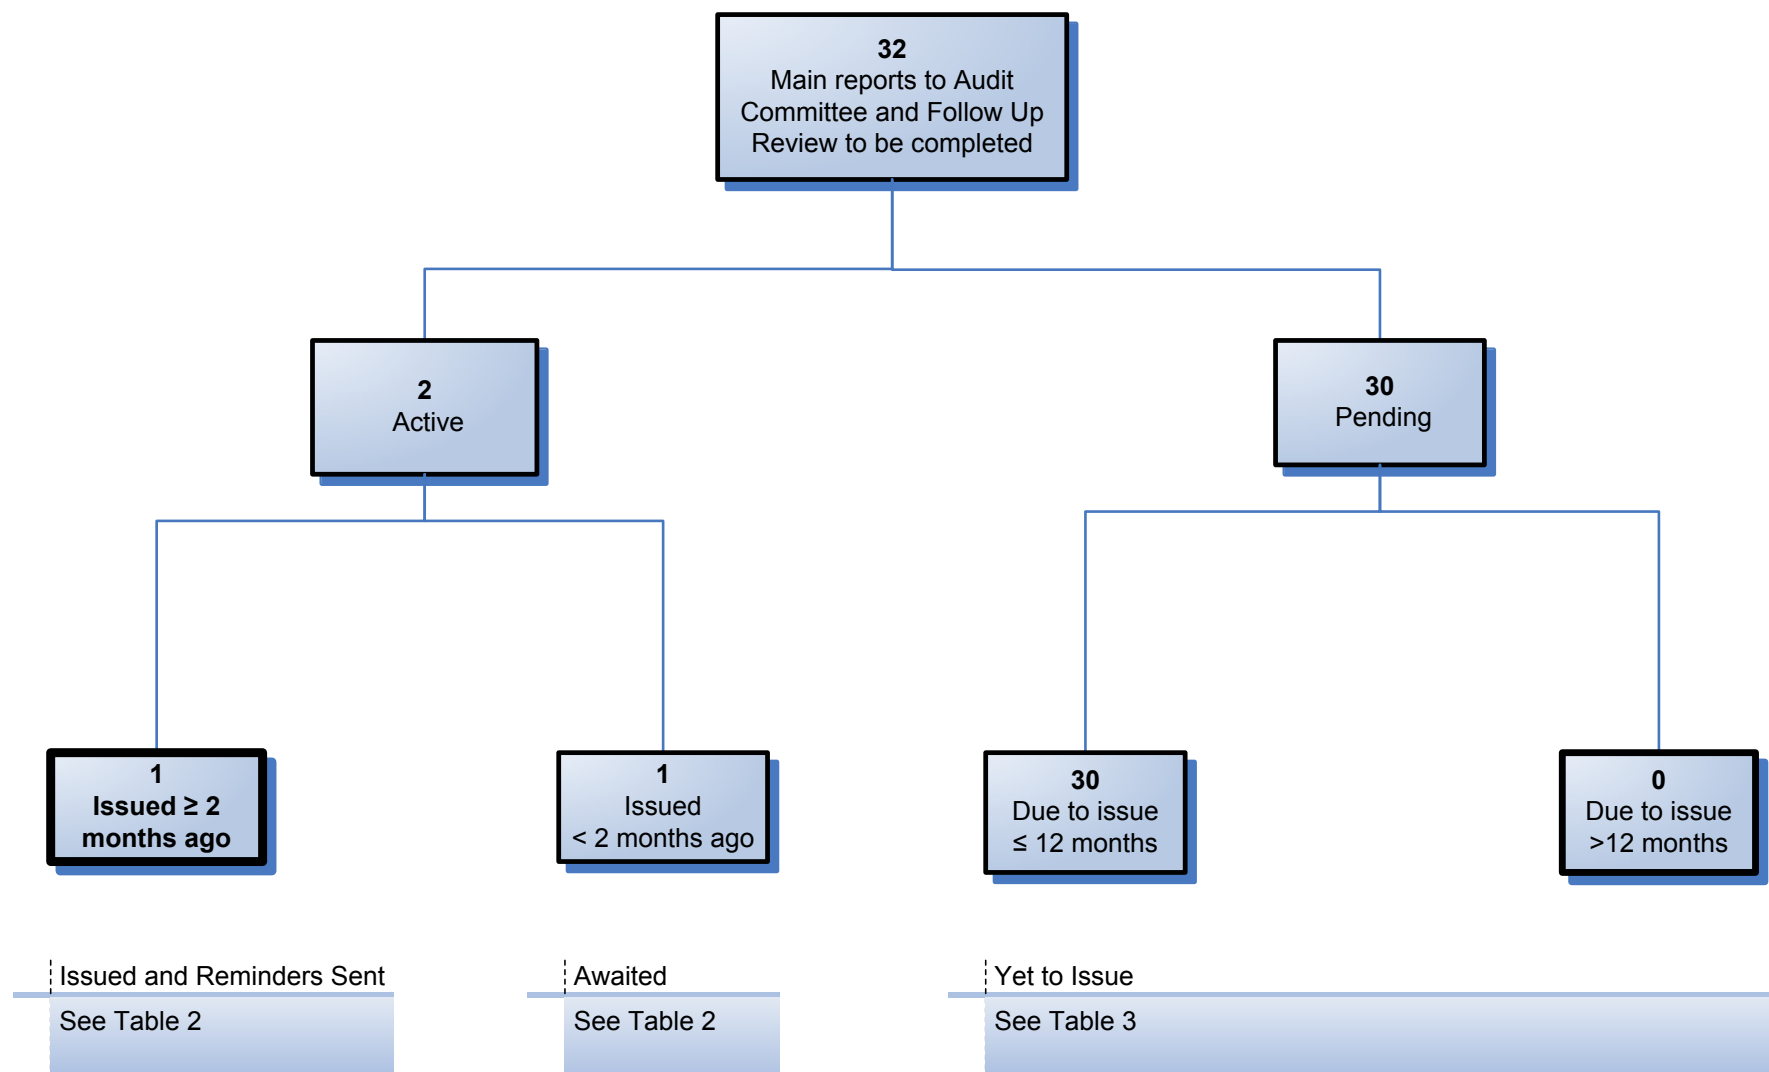 32
Main reports to Audit
Committee and Follow Up
Review to be completed
2
Active
30
Pending
1
Issued ≥ 2
months ago
1
Issued
< 2 months ago
30
Due to issue
≤ 12 months
0
Due to issue
>12 months
Issued and Reminders Sent
See Table 2
Awaited
See Table 2
Yet to Issue
See Table 3